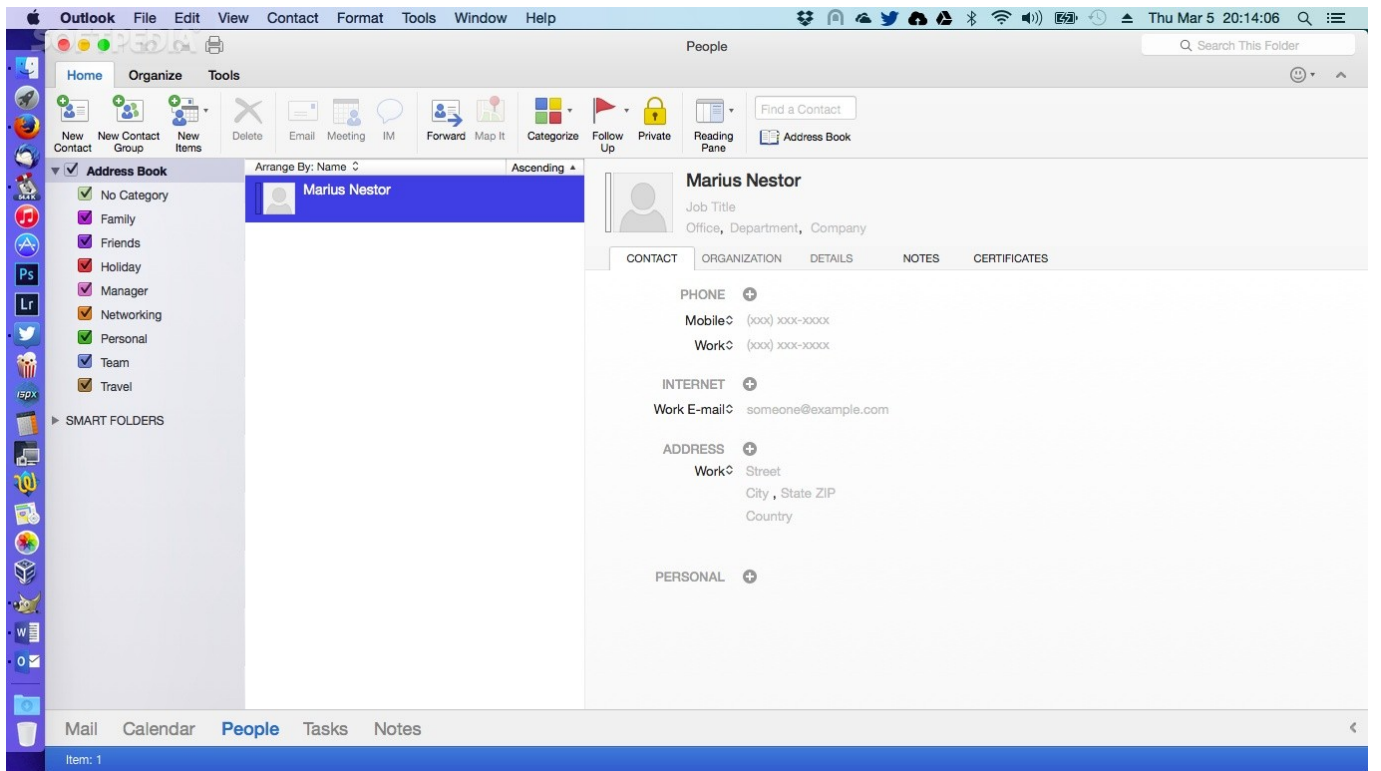 Outlook File Edit View Contact Format Tools Window Help Thu Mar 5 20:14:06
SOFTPEDIA
People
Search This Folder
Home Organize Tools
New Contact
New Contact Group
New Items
Delete
Email
Meeting
IM
Forward
Map It
Categorize
Follow Up
Private
Reading Pane
Find a Contact
Address Book
Address Book
No Category
Family
Friends
Holiday
Manager
Networking
Personal
Team
Travel
SMART FOLDERS
Arrange By: Name Ascending
Marius Nestor
Marius Nestor
Job Title
Office, Department, Company
CONTACT ORGANIZATION DETAILS NOTES CERTIFICATES
PHONE
Mobile (xxx) xxx-xxxx
Work (xxx) xxx-xxxx
INTERNET
Work E-mail someone@example.com
ADDRESS
Work Street
City , State ZIP
Country
PERSONAL
Ps
Lr
W
O
Mail Calendar People Tasks Notes
Item: 1